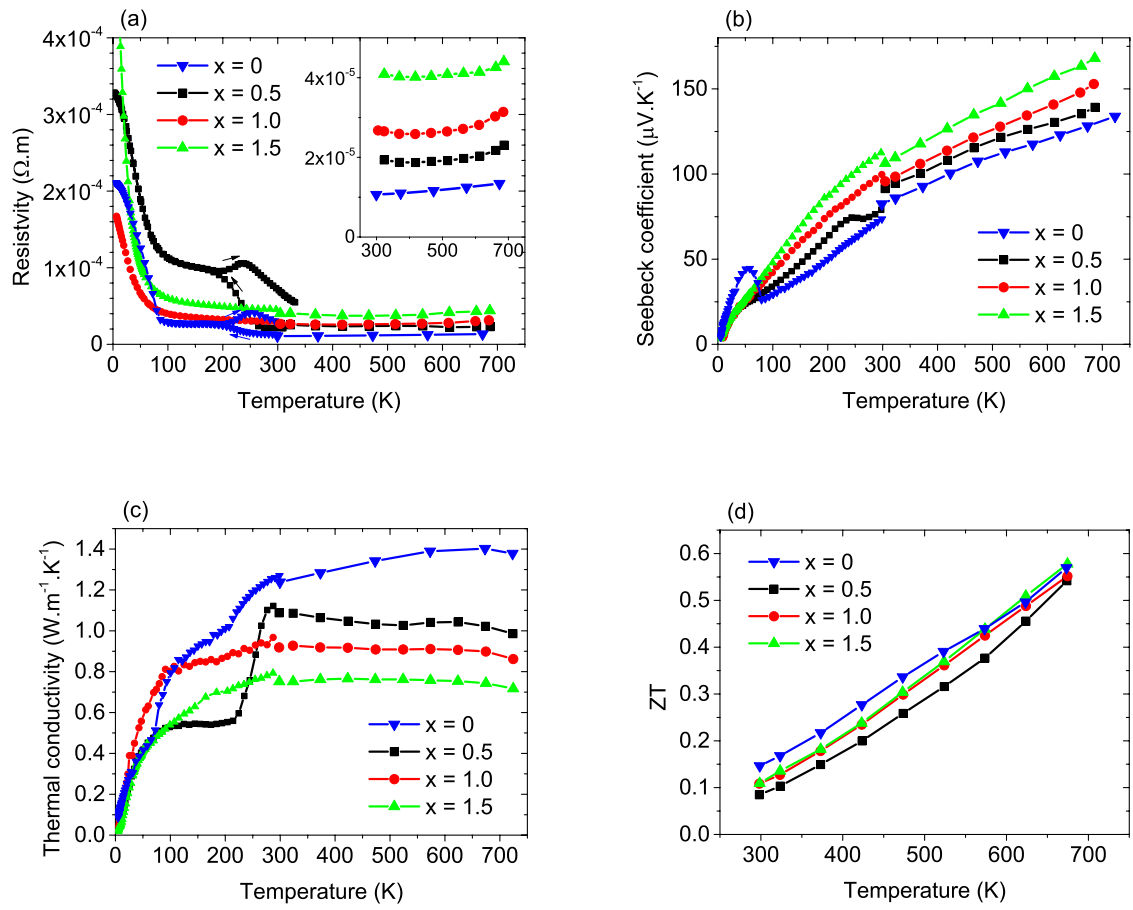 (a)
Resistvity (Ω.m)
4x10⁻⁴
3x10⁻⁴
2x10⁻⁴
1x10⁻⁴
0
x = 0
x = 0.5
x = 1.0
x = 1.5
4x10⁻⁵
2x10⁻⁵
0
300 400 500 600 700
0 100 200 300 400 500 600 700
Temperature (K)
(b)
Seebeck coefficient (µV.K⁻¹)
150
100
50
0
x = 0
x = 0.5
x = 1.0
x = 1.5
0 100 200 300 400 500 600 700
Temperature (K)
(c)
Thermal conductivity (W.m⁻¹.K⁻¹)
1.4
1.2
1.0
0.8
0.6
0.4
0.2
0.0
x = 0
x = 0.5
x = 1.0
x = 1.5
0 100 200 300 400 500 600 700
Temperature (K)
(d)
ZT
0.6
0.5
0.4
0.3
0.2
0.1
0.0
x = 0
x = 0.5
x = 1.0
x = 1.5
300 400 500 600 700
Temperature (K)